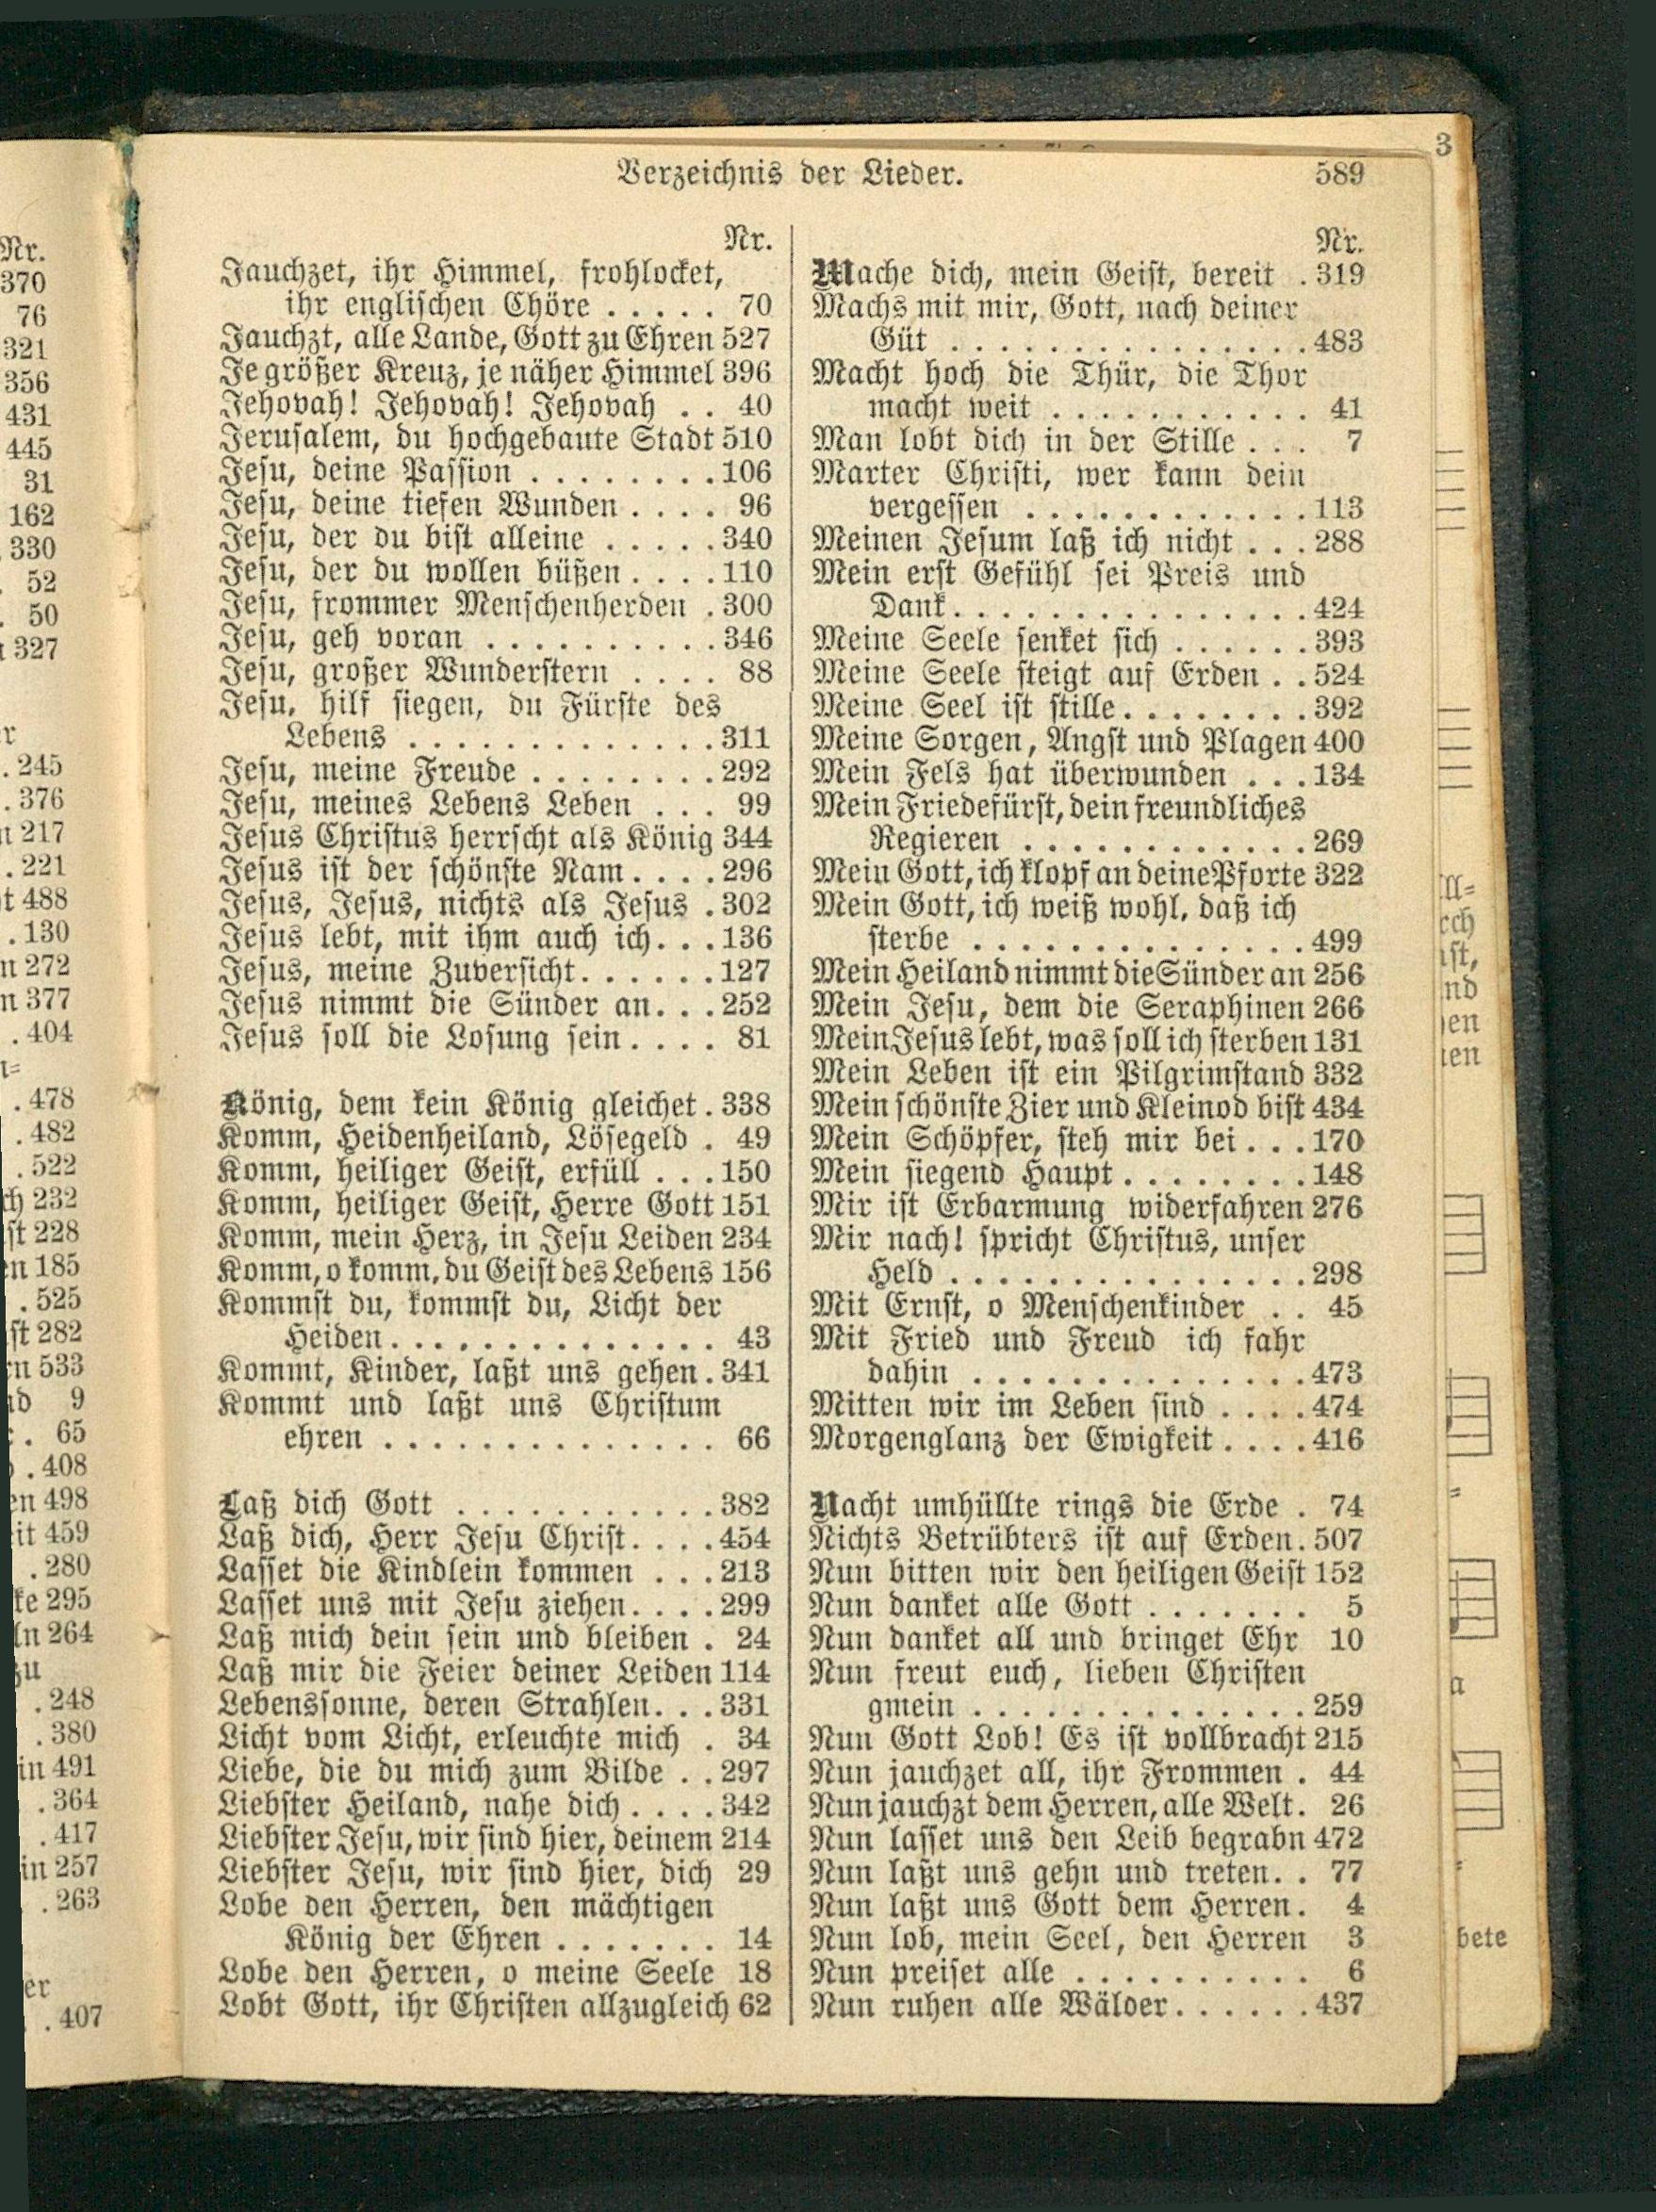 Verzeichnis der Lieder. 589
Nr.
Jauchzet, ihr Himmel, frohlocket,
ihr englischen Chöre ..... 70
Jauchzt, alle Lande, Gott zu Ehren 527
Je größer Kreuz, je näher Himmel 396
Jehovah! Jehovah! Jehovah .. 40
Jerusalem, du hochgebaute Stadt 510
Jesu, deine Passion ........ 106
Jesu, deine tiefen Wunden .... 96
Jesu, der du bist alleine ..... 340
Jesu, der du wollen büßen .... 110
Jesu, frommer Menschenherden . 300
Jesu, geh voran .......... 346
Jesu, großer Wunderstern .... 88
Jesu, hilf siegen, du Fürste des
Lebens ............. 311
Jesu, meine Freude ........ 292
Jesu, meines Lebens Leben ... 99
Jesus Christus herrscht als König 344
Jesus ist der schönste Nam .... 296
Jesus, Jesus, nichts als Jesus . 302
Jesus lebt, mit ihm auch ich ... 136
Jesus, meine Zuversicht ...... 127
Jesus nimmt die Sünder an ... 252
Jesus soll die Losung sein .... 81
König, dem kein König gleichet . 338
Komm, Heidenheiland, Lösegeld . 49
Komm, heiliger Geist, erfüll ... 150
Komm, heiliger Geist, Herre Gott 151
Komm, mein Herz, in Jesu Leiden 234
Komm, o komm, du Geist des Lebens 156
Kommst du, kommst du, Licht der
Heiden .............. 43
Kommt, Kinder, laßt uns gehen . 341
Kommt und laßt uns Christum
ehren .............. 66
Laß dich Gott ........... 382
Laß dich, Herr Jesu Christ .... 454
Lasset die Kindlein kommen ... 213
Lasset uns mit Jesu ziehen .... 299
Laß mich dein sein und bleiben . 24
Laß mir die Feier deiner Leiden 114
Lebenssonne, deren Strahlen ... 331
Licht vom Licht, erleuchte mich . 34
Liebe, die du mich zum Bilde .. 297
Liebster Heiland, nahe dich .... 342
Liebster Jesu, wir sind hier, deinem 214
Liebster Jesu, wir sind hier, dich 29
Lobe den Herren, den mächtigen
König der Ehren ....... 14
Lobe den Herren, o meine Seele 18
Lobt Gott, ihr Christen allzugleich 62
Nr.
Mache dich, mein Geist, bereit . 319
Machs mit mir, Gott, nach deiner
Güt ............... 483
Macht hoch die Thür, die Thor
macht weit ........... 41
Man lobt dich in der Stille ... 7
Marter Christi, wer kann dein
vergessen ............ 113
Meinen Jesum laß ich nicht ... 288
Mein erst Gefühl sei Preis und
Dank ............... 424
Meine Seele senket sich ...... 393
Meine Seele steigt auf Erden .. 524
Meine Seel ist stille ........ 392
Meine Sorgen, Angst und Plagen 400
Mein Fels hat überwunden ... 134
Mein Friedefürst, dein freundliches
Regieren ............ 269
Mein Gott, ich klopf an deine Pforte 322
Mein Gott, ich weiß wohl, daß ich
sterbe .............. 499
Mein Heiland nimmt die Sünder an 256
Mein Jesu, dem die Seraphinen 266
Mein Jesus lebt, was soll ich sterben 131
Mein Leben ist ein Pilgrimstand 332
Mein schönste Zier und Kleinod bist 434
Mein Schöpfer, steh mir bei ... 170
Mein siegend Haupt ........ 148
Mir ist Erbarmung widerfahren 276
Mir nach! spricht Christus, unser
Held ............... 298
Mit Ernst, o Menschenkinder .. 45
Mit Fried und Freud ich fahr
dahin .............. 473
Mitten wir im Leben sind .... 474
Morgenglanz der Ewigkeit .... 416
Nacht umhüllte rings die Erde . 74
Nichts Betrübters ist auf Erden . 507
Nun bitten wir den heiligen Geist 152
Nun danket alle Gott ....... 5
Nun danket all und bringet Ehr 10
Nun freut euch, lieben Christen
gmein .............. 259
Nun Gott Lob! Es ist vollbracht 215
Nun jauchzet all, ihr Frommen . 44
Nun jauchzt dem Herren, alle Welt . 26
Nun lasset uns den Leib begrabn 472
Nun laßt uns gehn und treten .. 77
Nun laßt uns Gott dem Herren . 4
Nun lob, mein Seel, den Herren 3
Nun preiset alle .......... 6
Nun ruhen alle Wälder ...... 437